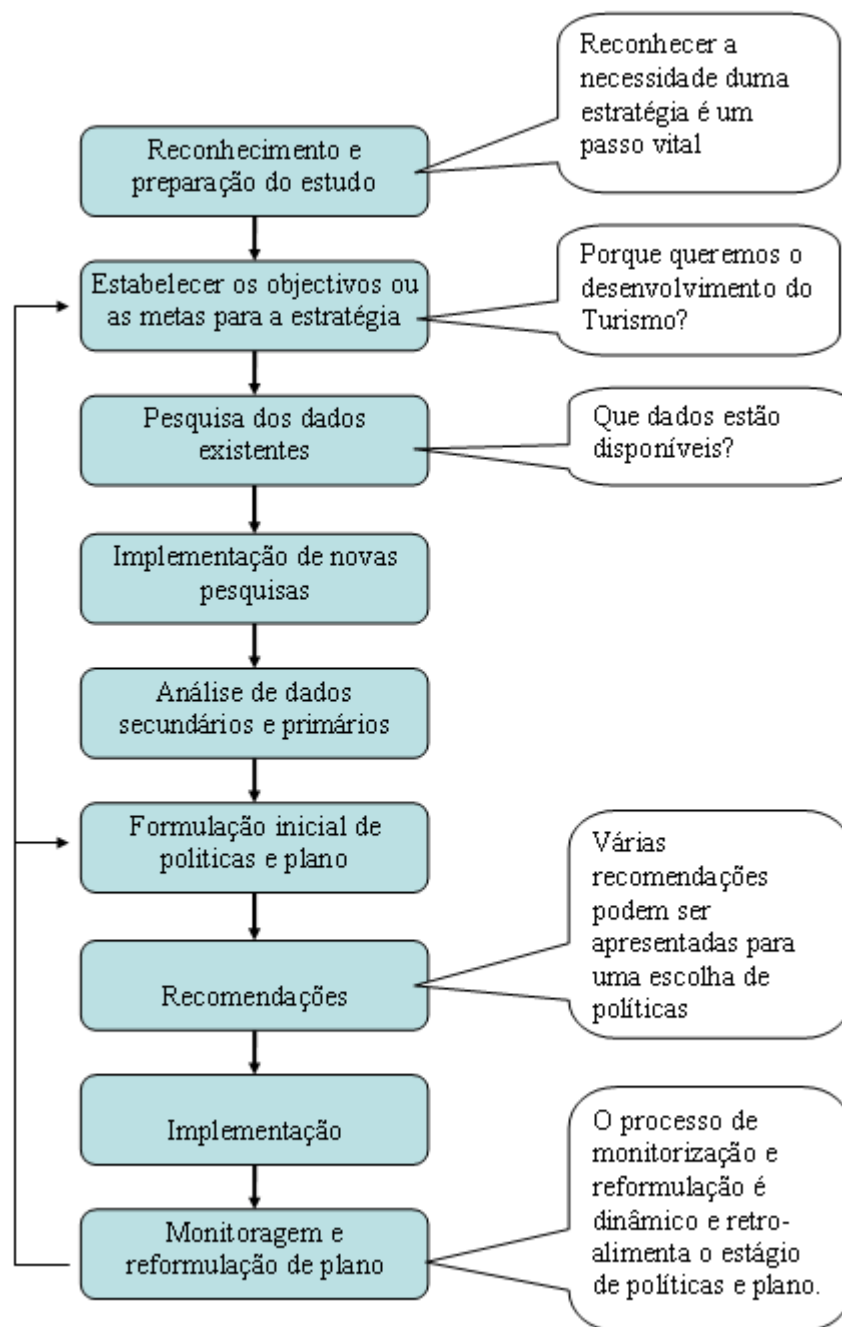 Reconhecer a
necessidade duma
estratégia é um
passo vital
Reconhecimento e
preparação do estudo
Porque queremos o
desenvolvimento do
Turismo?
Estabelecer os objectivos ou
as metas para a estratégia
Que dados estão
disponíveis?
Pesquisa dos dados
existentes
Implementação de novas
pesquisas
Análise de dados
secundários e primários
Formulação inicial de
politicas e plano
Várias
recomendações
podem ser
apresentadas para
uma escolha de
políticas
Recomendações
Implementação
O processo de
monitorização e
reformulação é
dinâmico e retro-
alimenta o estágio
de políticas e plano.
Monitoragem e
reformulação de plano